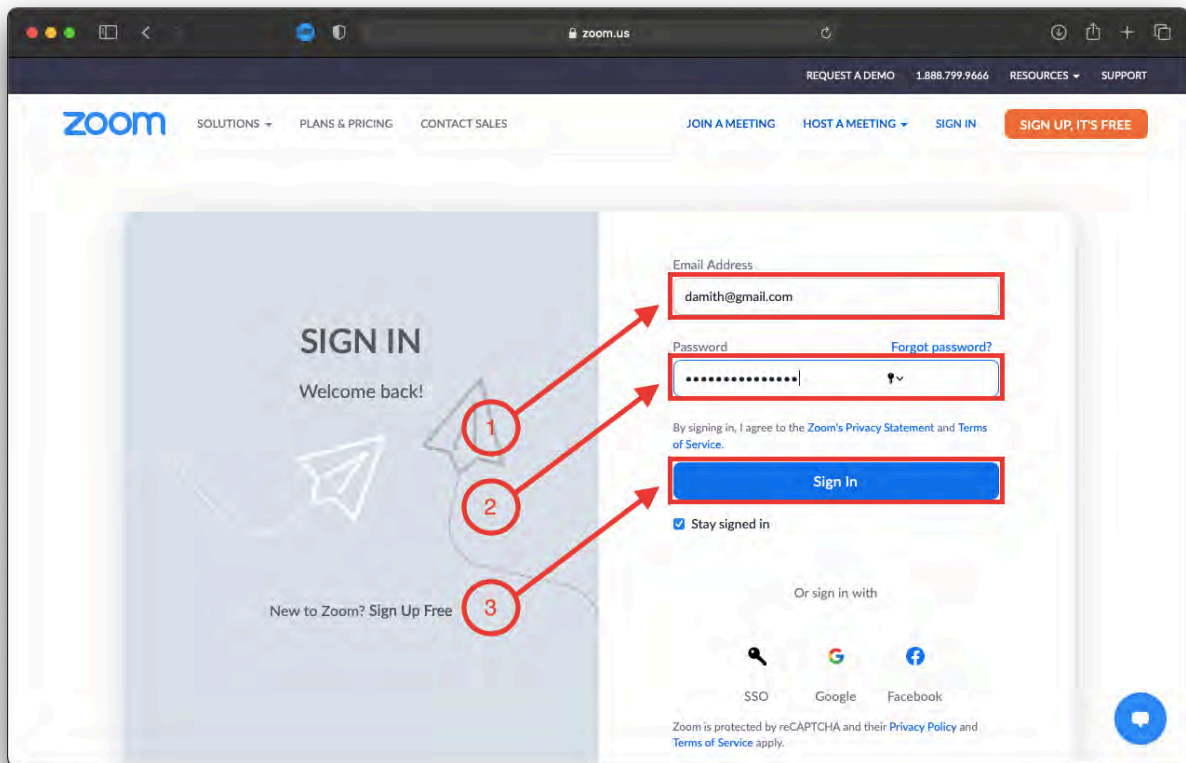 zoom.us
REQUEST A DEMO 1.888.799.9666 RESOURCES SUPPORT
zoom SOLUTIONS PLANS & PRICING CONTACT SALES JOIN A MEETING HOST A MEETING SIGN IN SIGN UP, IT'S FREE
SIGN IN
Welcome back!
1
2
3
New to Zoom? Sign Up Free
Email Address
damith@gmail.com
Password Forgot password?
•••••••••••••••
By signing in, I agree to the Zoom's Privacy Statement and Terms
of Service.
Sign In
Stay signed in
Or sign in with
SSO Google Facebook
Zoom is protected by reCAPTCHA and their Privacy Policy and
Terms of Service apply.